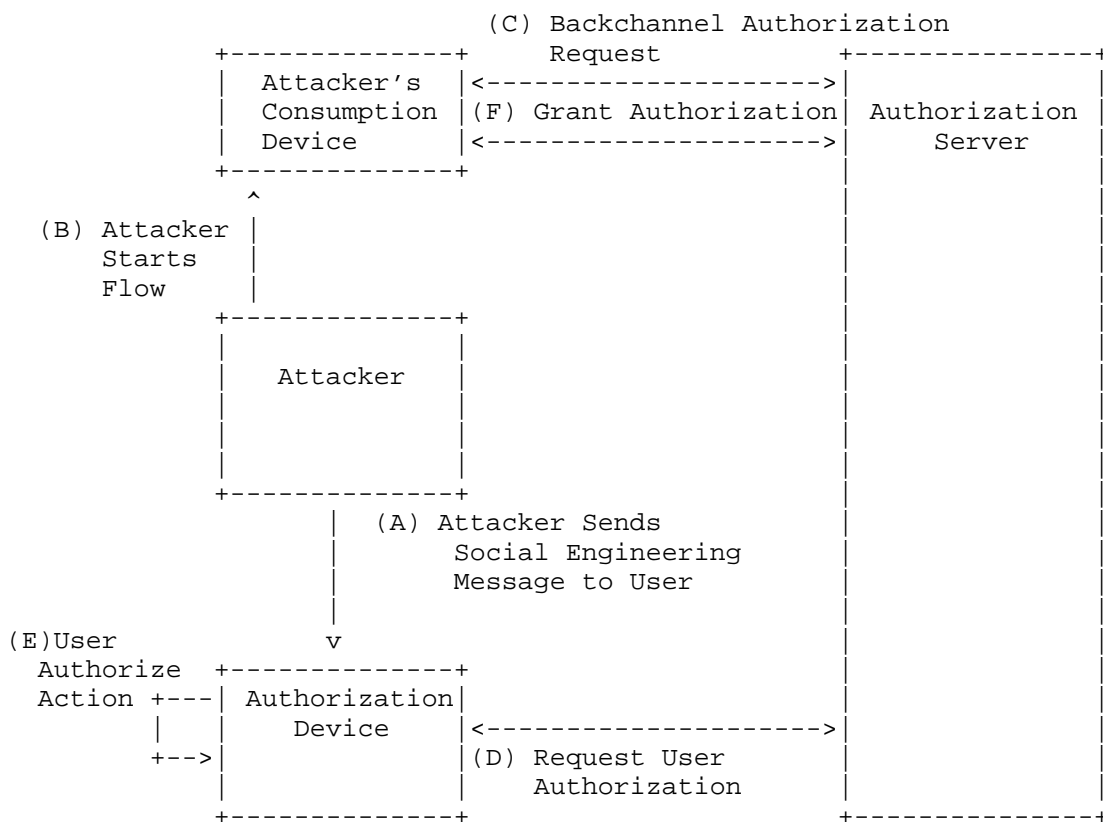 (C) Backchannel Authorization
Request
Attacker's
Consumption
Device
(F) Grant Authorization
Authorization
Server
(B) Attacker
Starts
Flow
Attacker
(A) Attacker Sends
Social Engineering
Message to User
(E)User
Authorize
Action
Authorization
Device
(D) Request User
Authorization